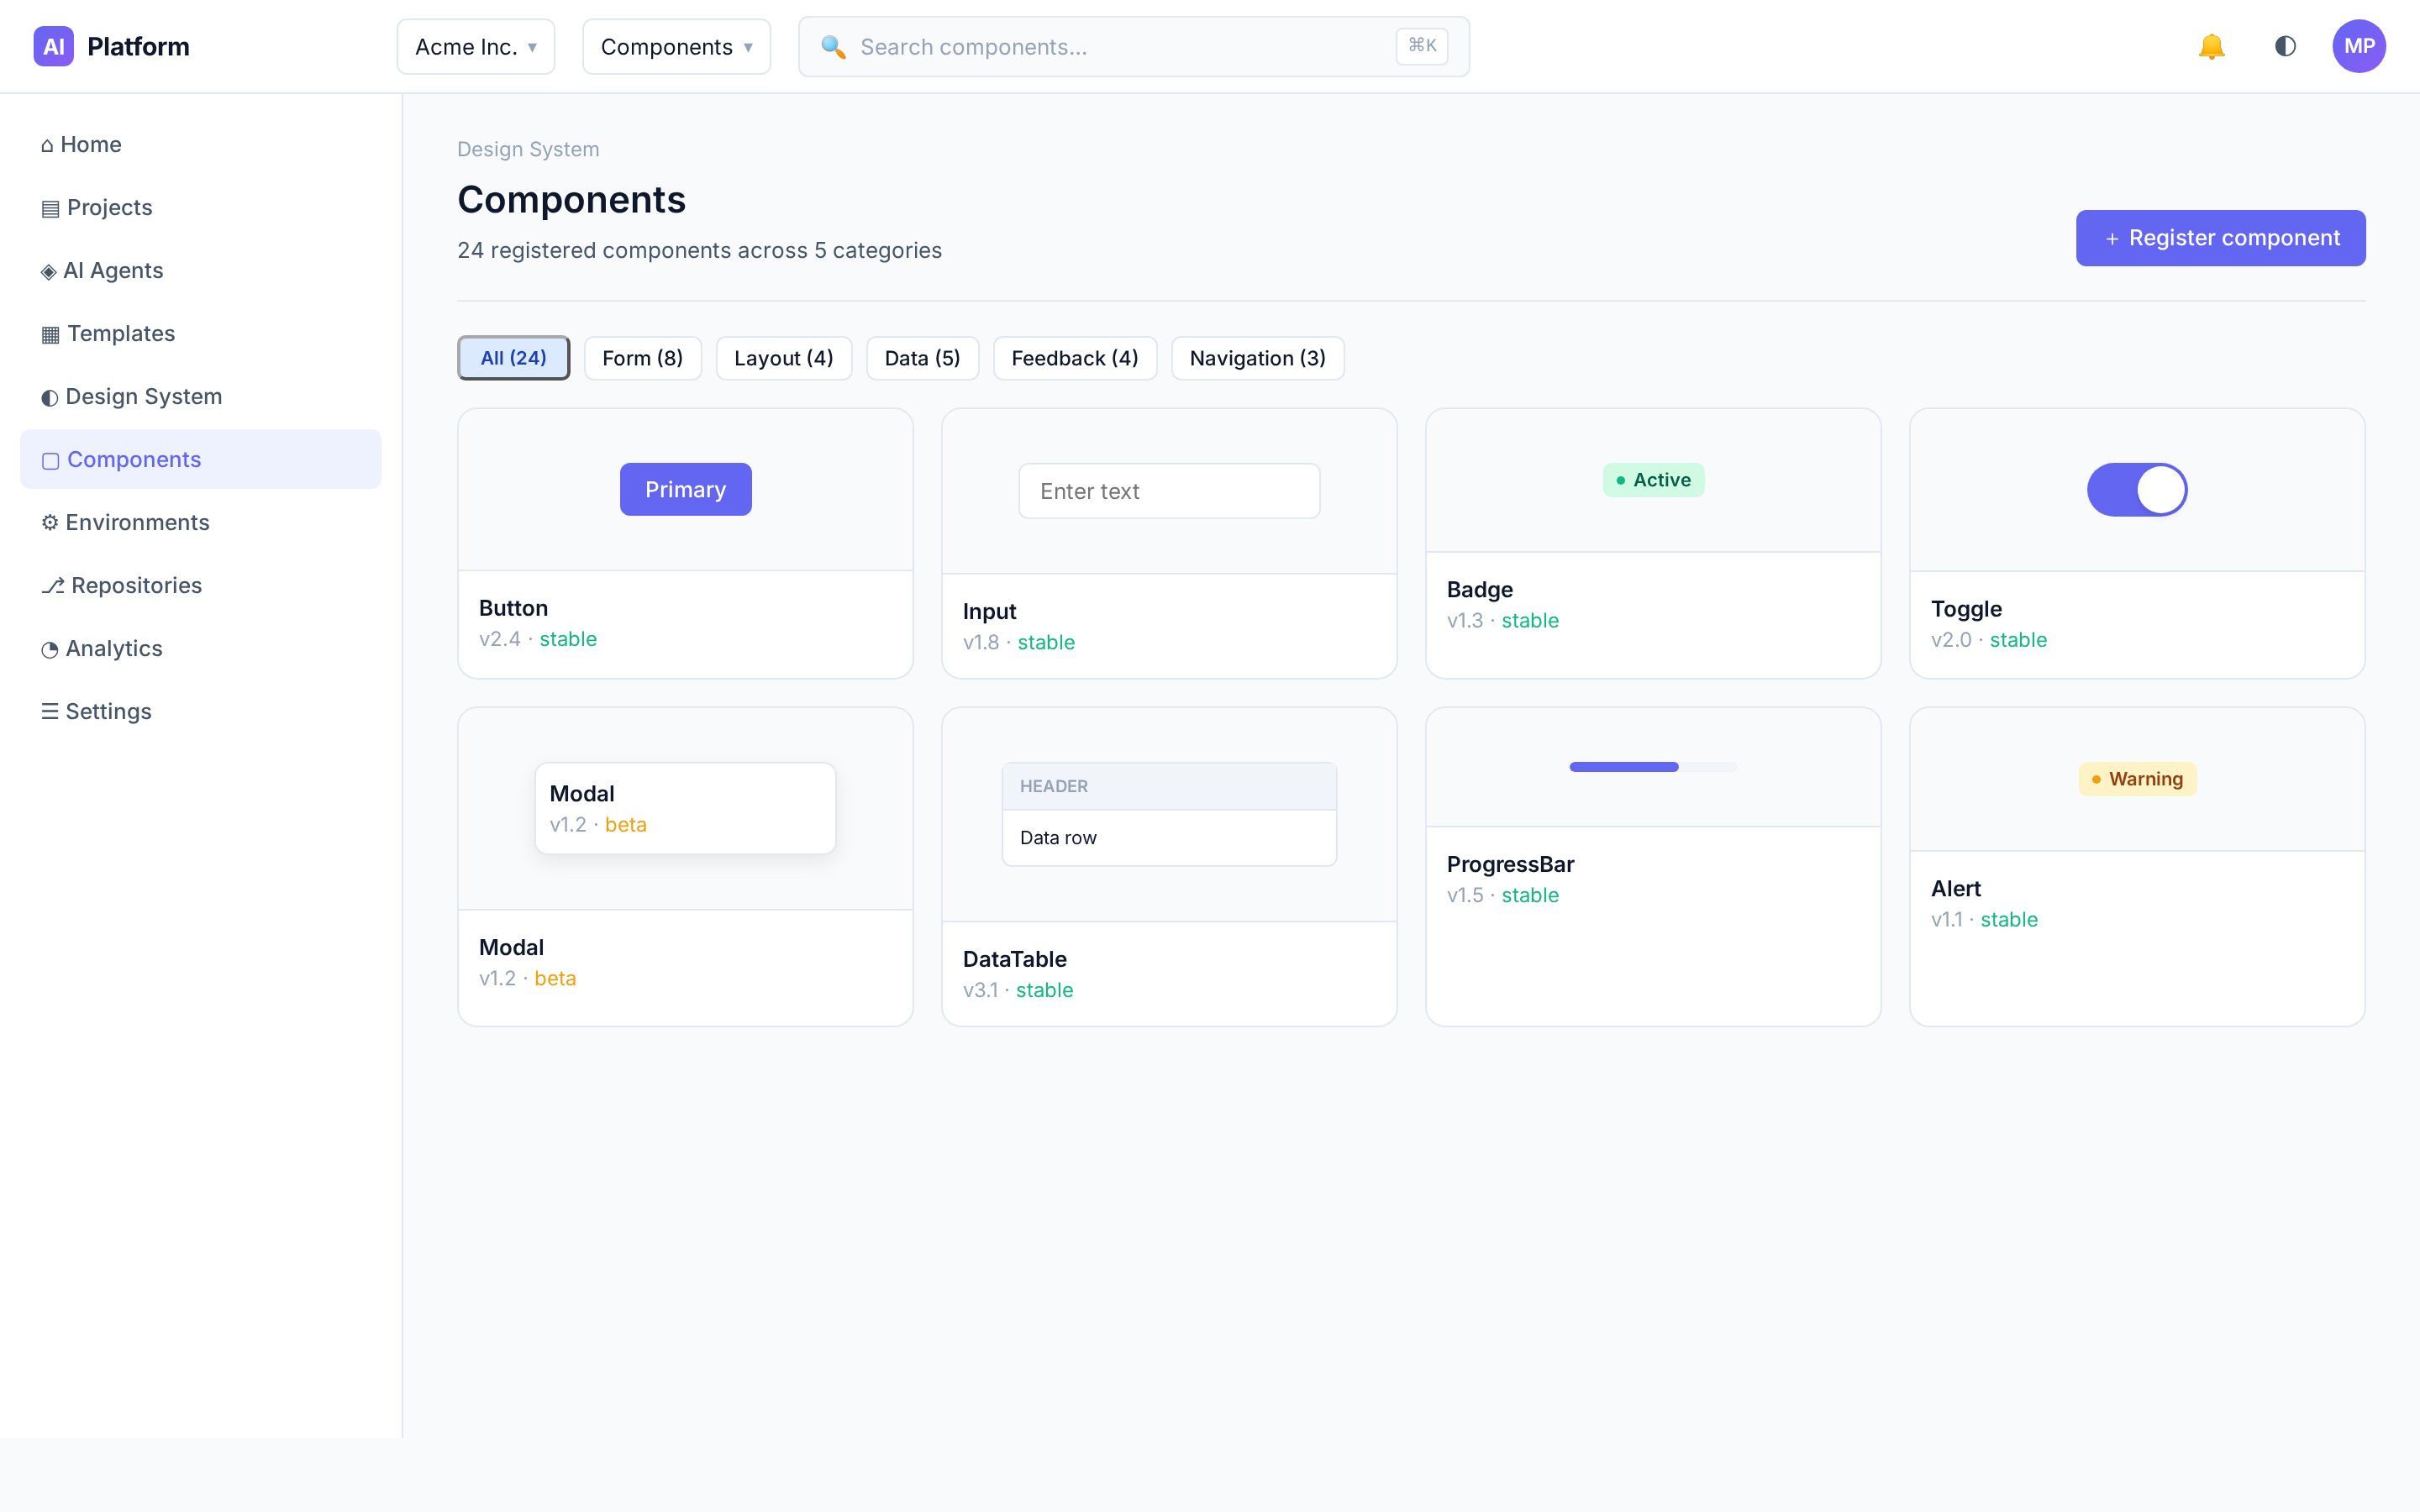 AI Platform
Acme Inc. ▾
Components ▾
🔍 Search components... ⌘K
MP
⌂ Home
▤ Projects
◈ AI Agents
▦ Templates
◐ Design System
▢ Components
⚙ Environments
⎇ Repositories
◔ Analytics
☰ Settings
Design System
Components
24 registered components across 5 categories
+ Register component
All (24)
Form (8)
Layout (4)
Data (5)
Feedback (4)
Navigation (3)
Primary
Button
v2.4 · stable
Enter text
Input
v1.8 · stable
Active
Badge
v1.3 · stable
Toggle
v2.0 · stable
Modal
v1.2 · beta
Modal
v1.2 · beta
HEADER
Data row
DataTable
v3.1 · stable
ProgressBar
v1.5 · stable
Warning
Alert
v1.1 · stable